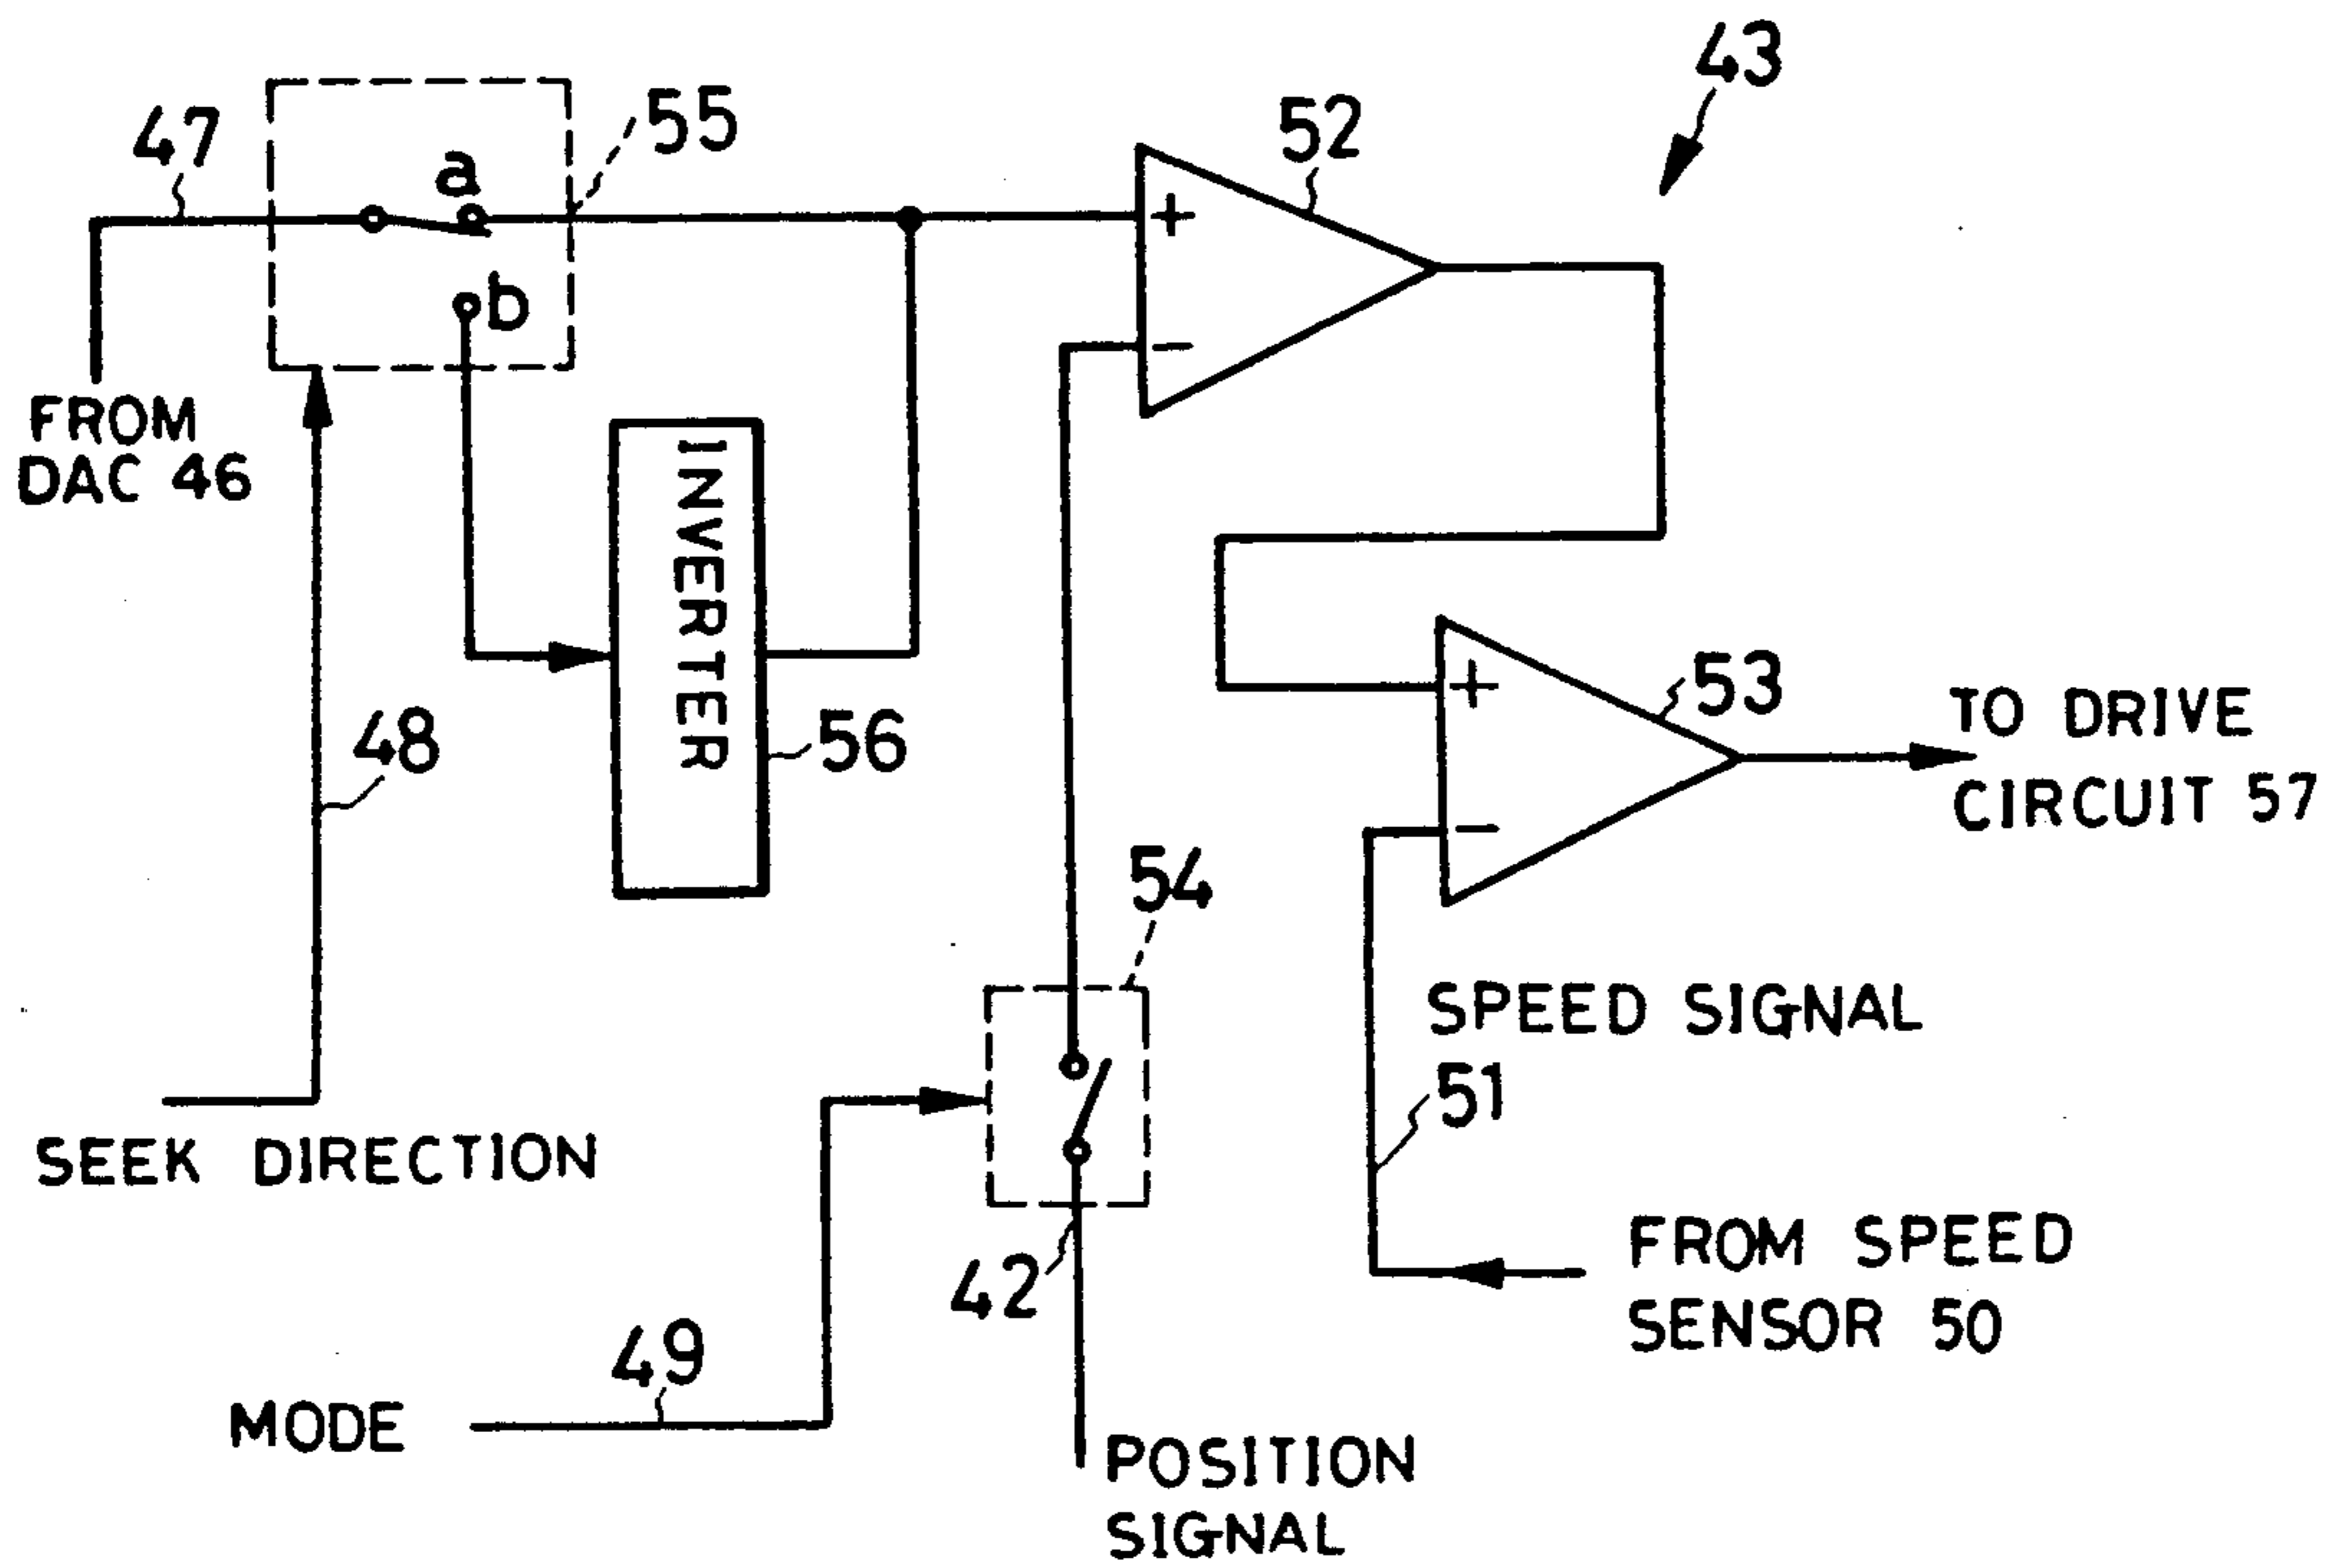 43
47
55
52
a
+
b
-
FROM
DAC 46
INVERTER
53
+
TO DRIVE
CIRCUIT 57
48
56
-
54
SPEED SIGNAL
51
SEEK DIRECTION
42
FROM SPEED
SENSOR 50
49
MODE
POSITION
SIGNAL